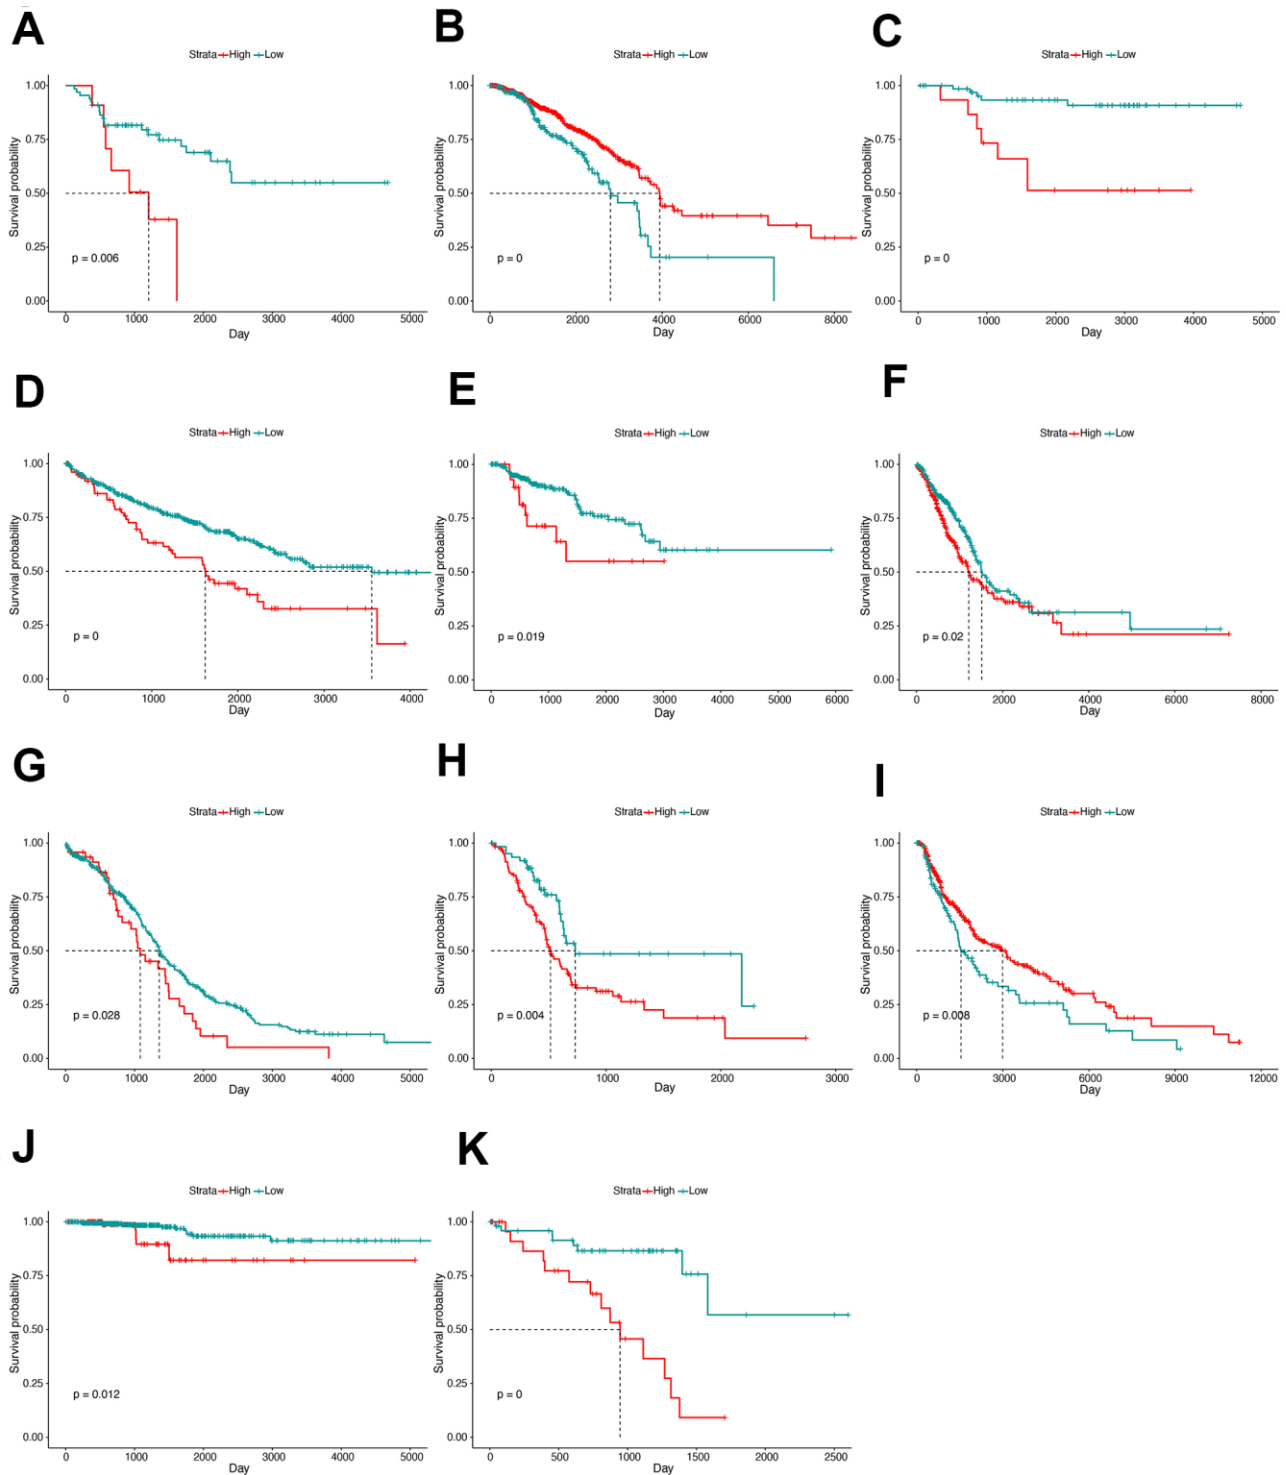 A
B
C
Strata High Low
Strata High Low
Strata High Low
Survival probability
1.00
0.75
0.50
0.25
0.00
p = 0.006
0 1000 2000 3000 4000 5000
Day
Survival probability
1.00
0.75
0.50
0.25
0.00
p = 0
0 2000 4000 6000 8000
Day
Survival probability
1.00
0.75
0.50
0.25
0.00
p = 0
0 1000 2000 3000 4000 5000
Day
D
E
F
Strata High Low
Strata High Low
Strata High Low
Survival probability
1.00
0.75
0.50
0.25
0.00
p = 0
0 1000 2000 3000 4000
Day
Survival probability
1.00
0.75
0.50
0.25
0.00
p = 0.019
0 1000 2000 3000 4000 5000 6000
Day
Survival probability
1.00
0.75
0.50
0.25
0.00
p = 0.02
0 2000 4000 6000 8000
Day
G
H
I
Strata High Low
Strata High Low
Strata High Low
Survival probability
1.00
0.75
0.50
0.25
0.00
p = 0.028
0 1000 2000 3000 4000 5000
Day
Survival probability
1.00
0.75
0.50
0.25
0.00
p = 0.004
0 1000 2000 3000
Day
Survival probability
1.00
0.75
0.50
0.25
0.00
p = 0.008
0 3000 6000 9000 12000
Day
J
K
Strata High Low
Strata High Low
Survival probability
1.00
0.75
0.50
0.25
0.00
p = 0.012
0 1000 2000 3000 4000 5000
Day
Survival probability
1.00
0.75
0.50
0.25
0.00
p = 0
0 500 1000 1500 2000 2500
Day